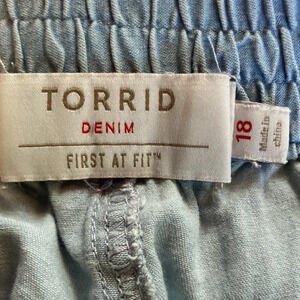 TORRID
DENIM
FIRST AT FIT™
18
Made in
china